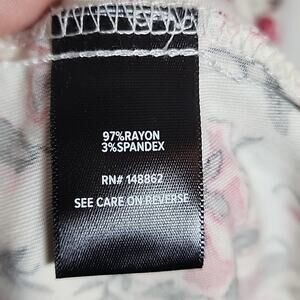 97%RAYON
3%SPANDEX
RN# 148862
SEE CARE ON REVERSE